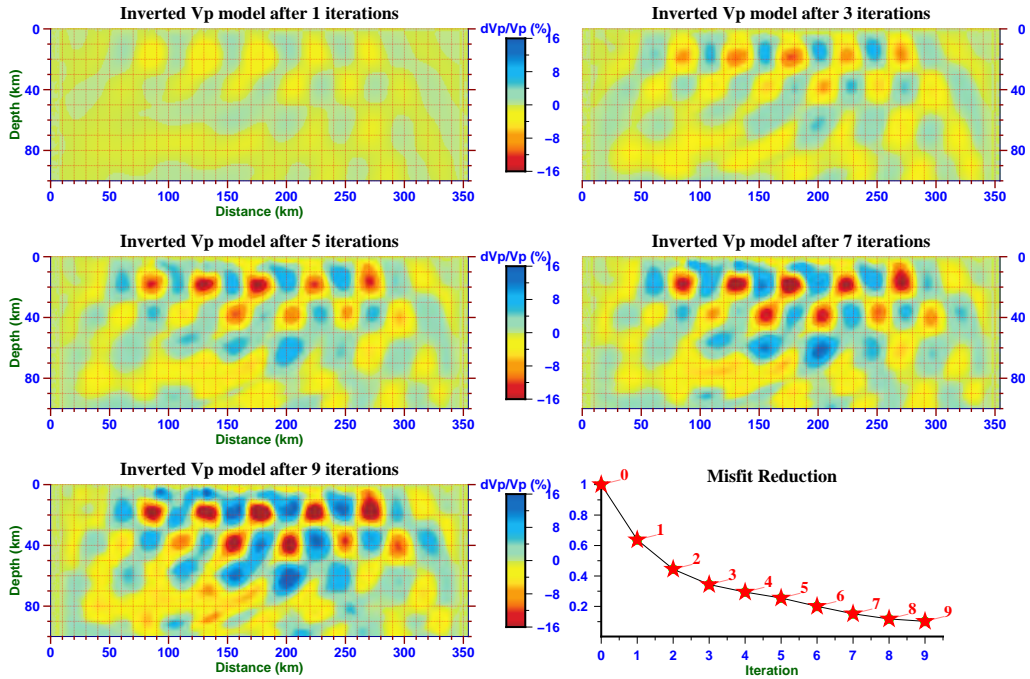 Inverted Vp model after 1 iterations
dVp/Vp (%)
Depth (km)
0
40
80
0 50 100 150 200 250 300 350
Distance (km)
16
8
0
−8
−16
Inverted Vp model after 3 iterations
0
40
80
0 50 100 150 200 250 300 350
Inverted Vp model after 5 iterations
dVp/Vp (%)
Depth (km)
0
40
80
0 50 100 150 200 250 300 350
Distance (km)
16
8
0
−8
−16
Inverted Vp model after 7 iterations
0
40
80
0 50 100 150 200 250 300 350
Inverted Vp model after 9 iterations
dVp/Vp (%)
Depth (km)
0
40
80
0 50 100 150 200 250 300 350
Distance (km)
16
8
0
−8
−16
Misfit Reduction
1
0.8
0.6
0.4
0.2
0 1 2 3 4 5 6 7 8 9
0 1 2 3 4 5 6 7 8 9
Iteration